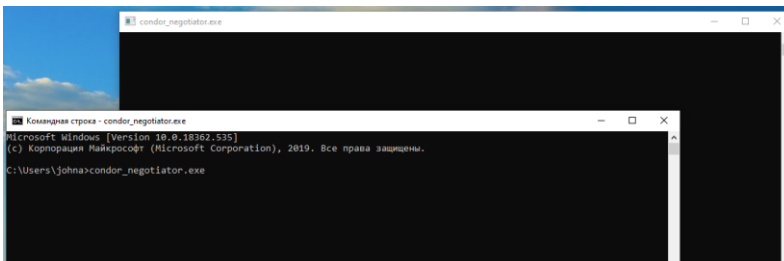 condor_negotiator.exe
Командная строка - condor_negotiator.exe
Microsoft Windows [Version 10.0.18362.535]
(c) Корпорация Майкрософт (Microsoft Corporation), 2019. Все права защищены.
C:\Users\johna>condor_negotiator.exe